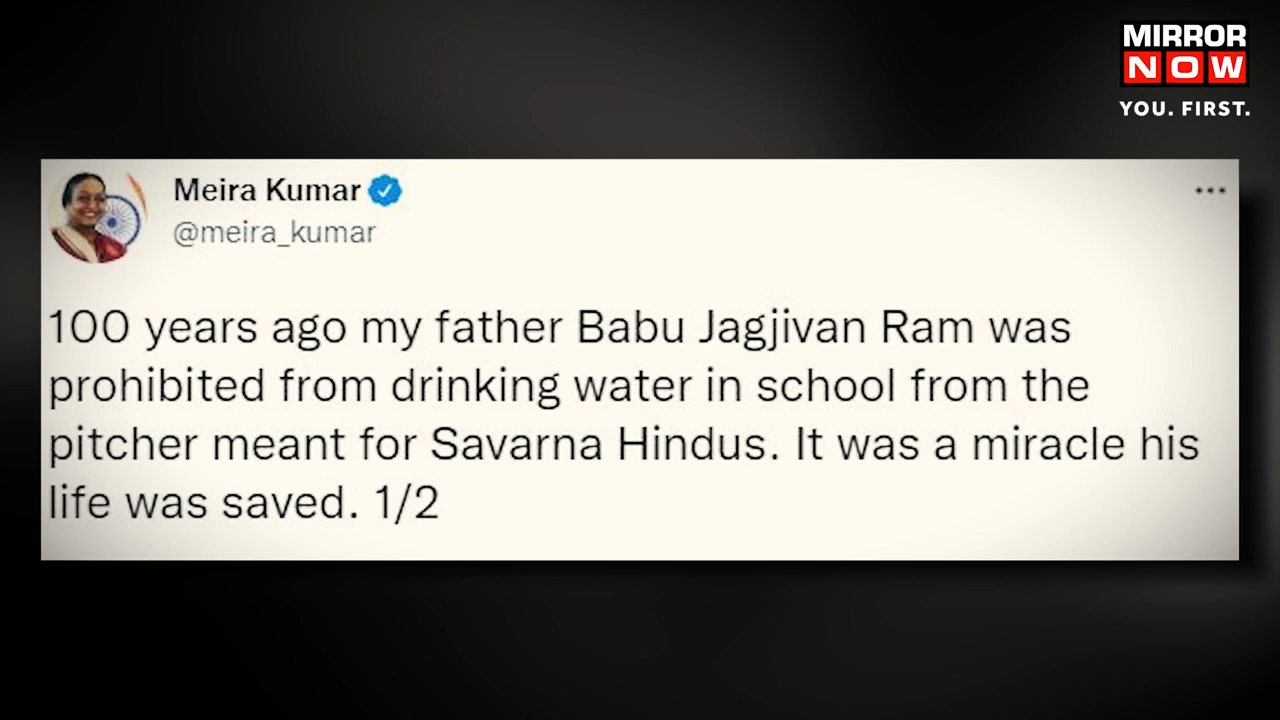 MIRROR
NOW
YOU. FIRST.
Meira Kumar
@meira_kumar
100 years ago my father Babu Jagjivan Ram was
prohibited from drinking water in school from the
pitcher meant for Savarna Hindus. It was a miracle his
life was saved. 1/2